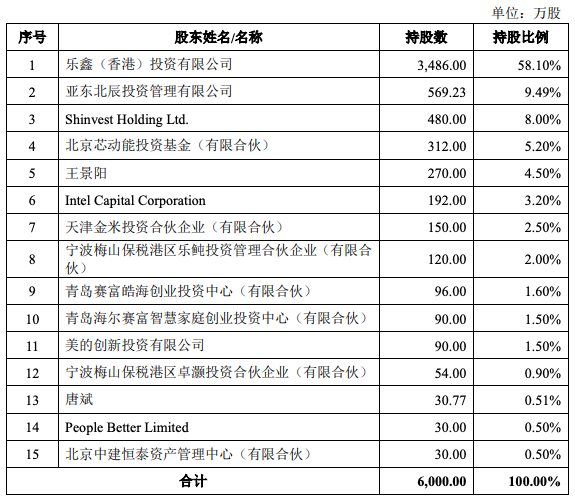 单位：万股
序号 股东姓名/名称 持股数 持股比例
1 乐鑫（香港）投资有限公司 3,486.00 58.10%
2 亚东北辰投资管理有限公司 569.23 9.49%
3 Shinvest Holding Ltd. 480.00 8.00%
4 北京芯动能投资基金（有限合伙） 312.00 5.20%
5 王景阳 270.00 4.50%
6 Intel Capital Corporation 192.00 3.20%
7 天津金米投资合伙企业（有限合伙） 150.00 2.50%
8 宁波梅山保税港区乐鲀投资管理合伙企业（有限合
伙） 120.00 2.00%
9 青岛赛富皓海创业投资中心（有限合伙） 96.00 1.60%
10 青岛海尔赛富智慧家庭创业投资中心（有限合伙） 90.00 1.50%
11 美的创新投资有限公司 90.00 1.50%
12 宁波梅山保税港区卓灏投资合伙企业（有限合伙） 54.00 0.90%
13 唐斌 30.77 0.51%
14 People Better Limited 30.00 0.50%
15 北京中建恒泰资产管理中心（有限合伙） 30.00 0.50%
合计 6,000.00 100.00%